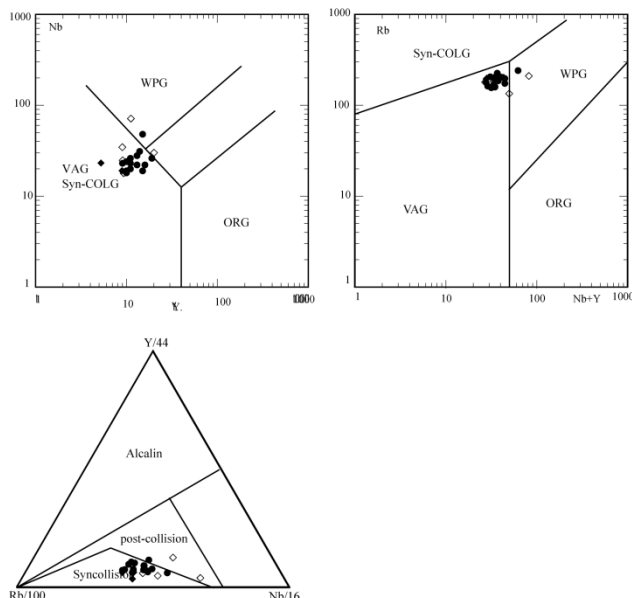 1000
Nb
WPG
100
VAG
Syn-COLG
10
ORG
1
10
100
Y.
1000
Rb
Syn-COLG
WPG
100
10
VAG
ORG
1
1
10
100
1000
Nb+Y
Y/44
Alcalin
post-collision
Syncollision
Rb/100
Nb/16